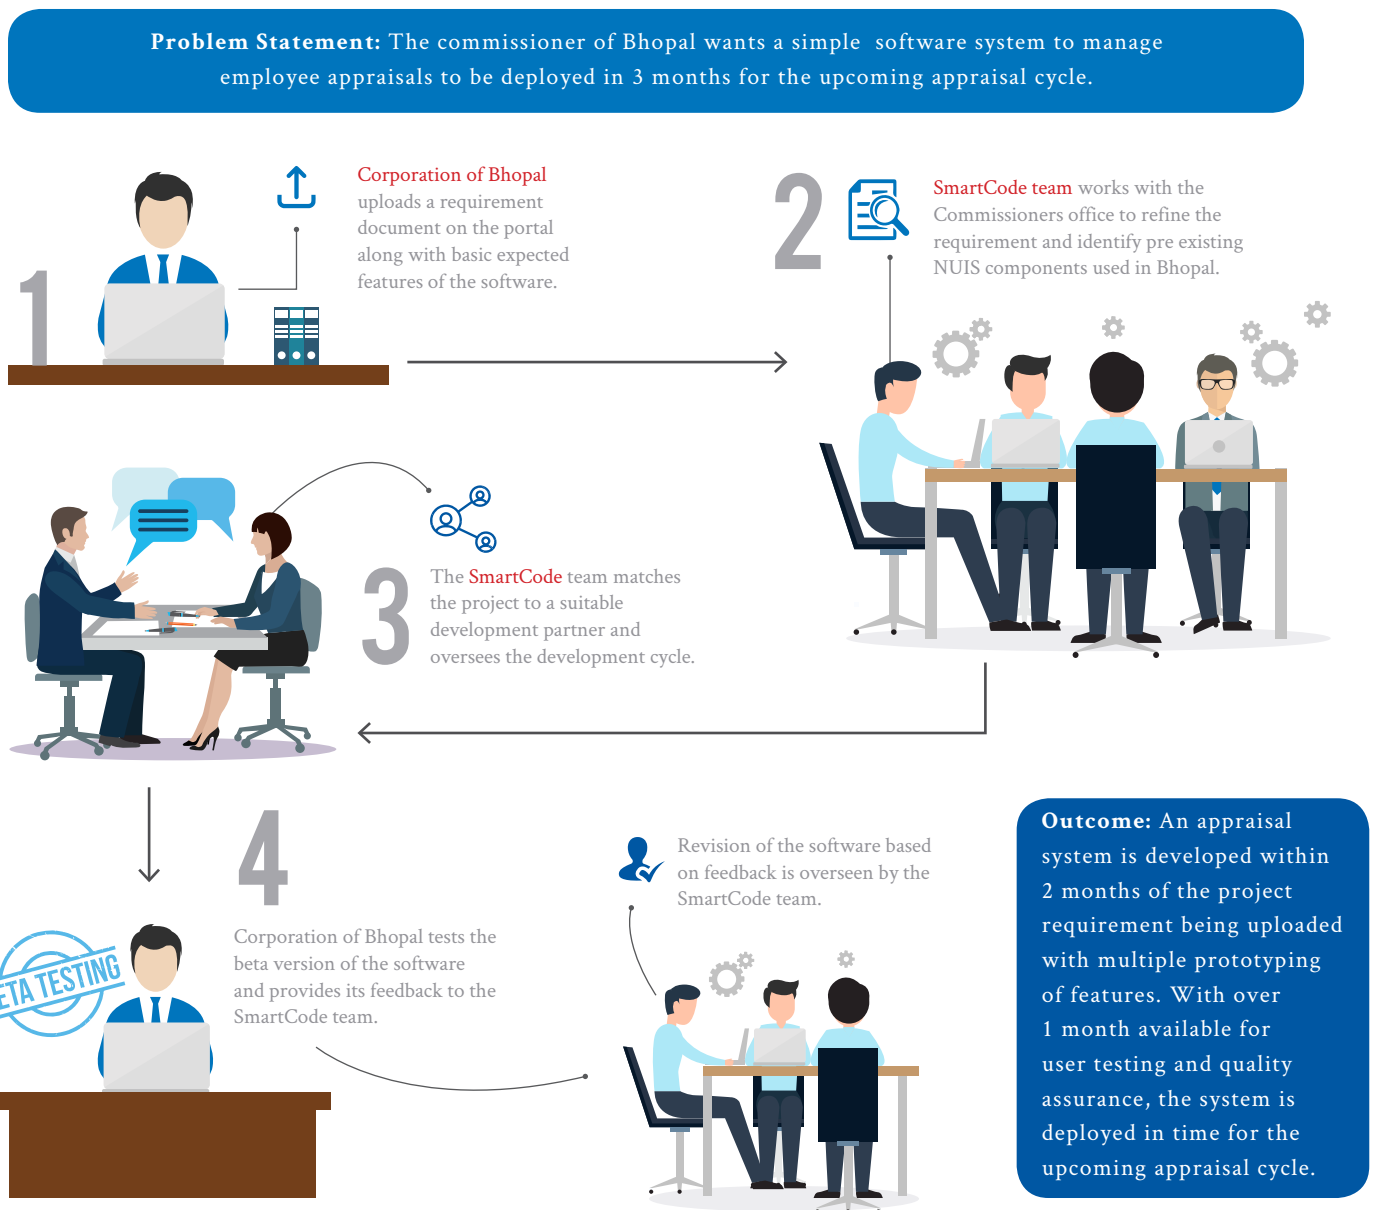 Problem Statement: The commissioner of Bhopal wants a simple software system to manage
employee appraisals to be deployed in 3 months for the upcoming appraisal cycle.
1
Corporation of Bhopal
uploads a requirement
document on the portal
along with basic expected
features of the software.
2
SmartCode team works with the
Commissioners office to refine the
requirement and identify pre existing
NUIS components used in Bhopal.
3
The SmartCode team matches
the project to a suitable
development partner and
oversees the development cycle.
4
Corporation of Bhopal tests the
beta version of the software
and provides its feedback to the
SmartCode team.
ETA TESTING
Revision of the software based
on feedback is overseen by the
SmartCode team.
Outcome: An appraisal
system is developed within
2 months of the project
requirement being uploaded
with multiple prototyping
of features. With over
1 month available for
user testing and quality
assurance, the system is
deployed in time for the
upcoming appraisal cycle.